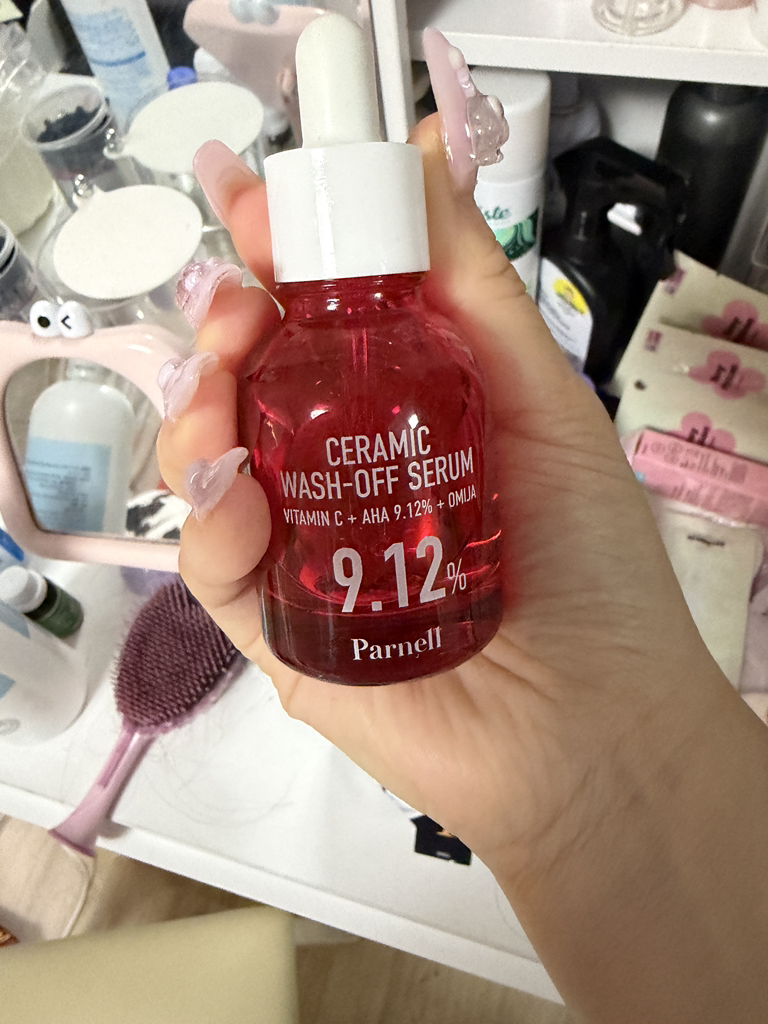 CERAMIC
WASH-OFF SERUM
VITAMIN C + AHA 9.12% + OMIJA
9.12%
Parnell